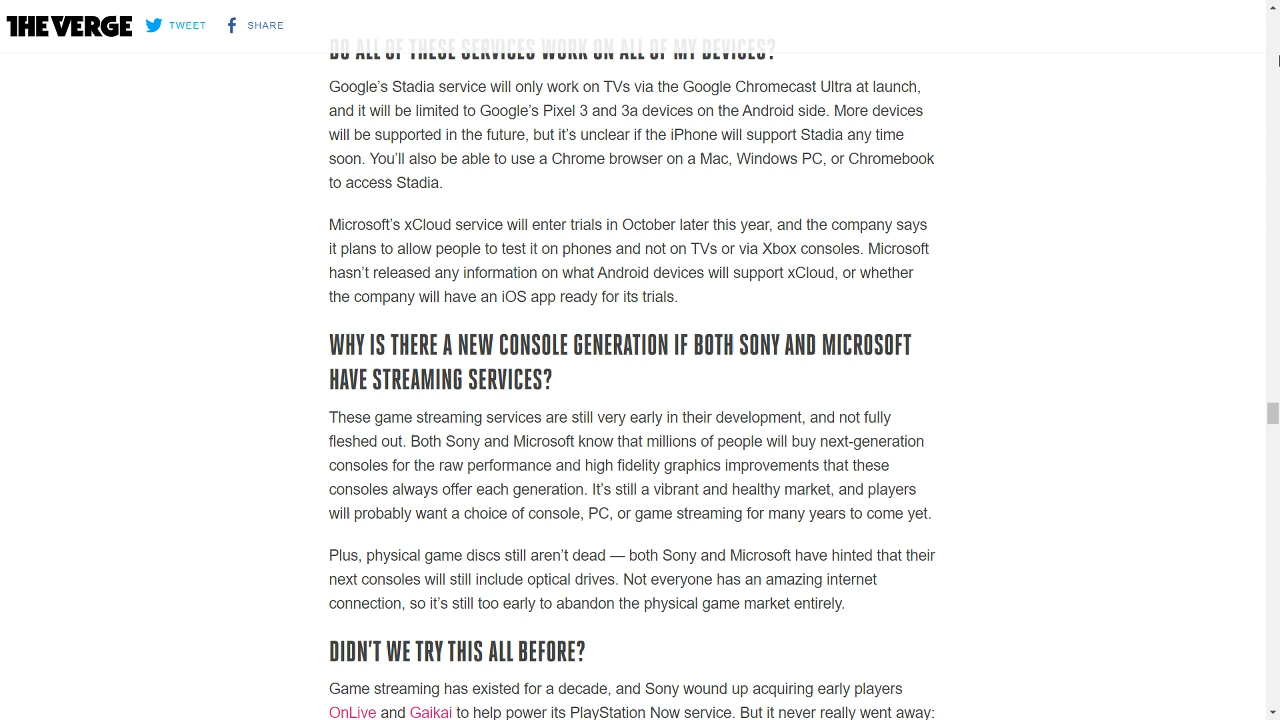 THE VERGE TWEET SHARE
DO ALL OF THESE SERVICES WORK ON ALL OF MY DEVICES?
Google’s Stadia service will only work on TVs via the Google Chromecast Ultra at launch,
and it will be limited to Google’s Pixel 3 and 3a devices on the Android side. More devices
will be supported in the future, but it’s unclear if the iPhone will support Stadia any time
soon. You’ll also be able to use a Chrome browser on a Mac, Windows PC, or Chromebook
to access Stadia.
Microsoft’s xCloud service will enter trials in October later this year, and the company says
it plans to allow people to test it on phones and not on TVs or via Xbox consoles. Microsoft
hasn’t released any information on what Android devices will support xCloud, or whether
the company will have an iOS app ready for its trials.
WHY IS THERE A NEW CONSOLE GENERATION IF BOTH SONY AND MICROSOFT
HAVE STREAMING SERVICES?
These game streaming services are still very early in their development, and not fully
fleshed out. Both Sony and Microsoft know that millions of people will buy next-generation
consoles for the raw performance and high fidelity graphics improvements that these
consoles always offer each generation. It’s still a vibrant and healthy market, and players
will probably want a choice of console, PC, or game streaming for many years to come yet.
Plus, physical game discs still aren’t dead — both Sony and Microsoft have hinted that their
next consoles will still include optical drives. Not everyone has an amazing internet
connection, so it’s still too early to abandon the physical game market entirely.
DIDN’T WE TRY THIS ALL BEFORE?
Game streaming has existed for a decade, and Sony wound up acquiring early players
OnLive and Gaikai to help power its PlayStation Now service. But it never really went away: